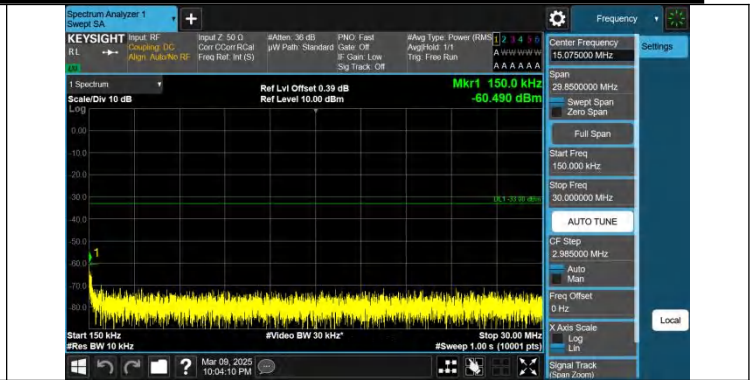 Spectrum Analyzer 1
Swept SA
Frequency
KEYSIGHT
RL
Input: RF
Coupling: DC
Align: Auto/No RF
Input Z: 50 Ω
Corr CCorr RCal
Freq Ref: Int (S)
#Atten: 36 dB
µW Path: Standard
PNO: Fast
Gate: Off
IF Gain: Low
Sig Track: Off
#Avg Type: Power (RMS
Avg|Hold: 1/1
Trig: Free Run
1 2 3 4 5 6
A W W W W W
A A A A A A
1 Spectrum
Scale/Div 10 dB
Log
Ref Lvl Offset 0.39 dB
Ref Level 10.00 dBm
Mkr1 150.0 kHz
-60.490 dBm
0.00
-10.0
-20.0
-30.0
-40.0
-50.0
-60.0
-70.0
-80.0
1
Start 150 kHz
#Res BW 10 kHz
#Video BW 30 kHz*
Stop 30.00 MHz
#Sweep 1.00 s (10001 pts)
Center Frequency
15.075000 MHz
Settings
Span
29.8500000 MHz
Swept Span
Zero Span
Full Span
Start Freq
150.000 kHz
Stop Freq
30.000000 MHz
AUTO TUNE
CF Step
2.985000 MHz
Auto
Man
Freq Offset
0 Hz
X Axis Scale
Log
Lin
Local
Signal Track
(Span Zoom)
?
Mar 09, 2025
10:04:10 PM